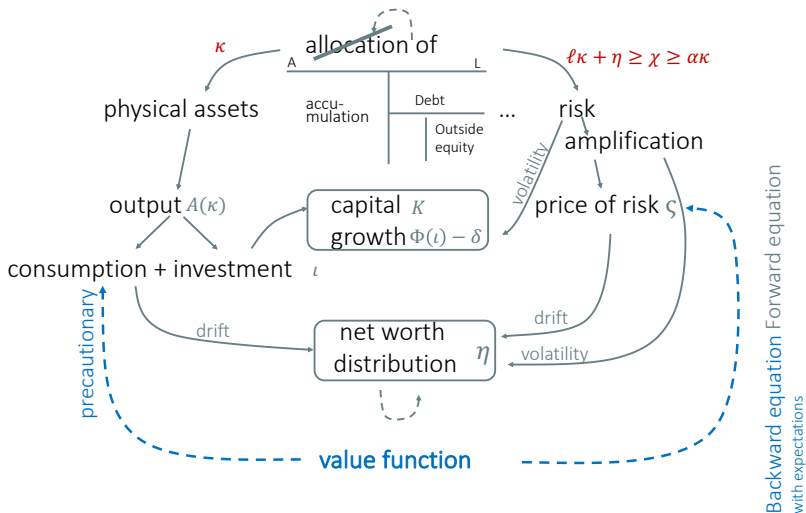 allocation of
κ
ℓκ + η ≥ χ ≥ ακ
A
L
physical assets
accu-
mulation
Debt
Outside
equity
...
risk
amplification
volatility
output A(κ)
capital K
growth Φ(ι) − δ
price of risk ς
consumption + investment ι
precautionary
drift
net worth
distribution η
drift
volatility
value function
Backward equation Forward equation
with expectations